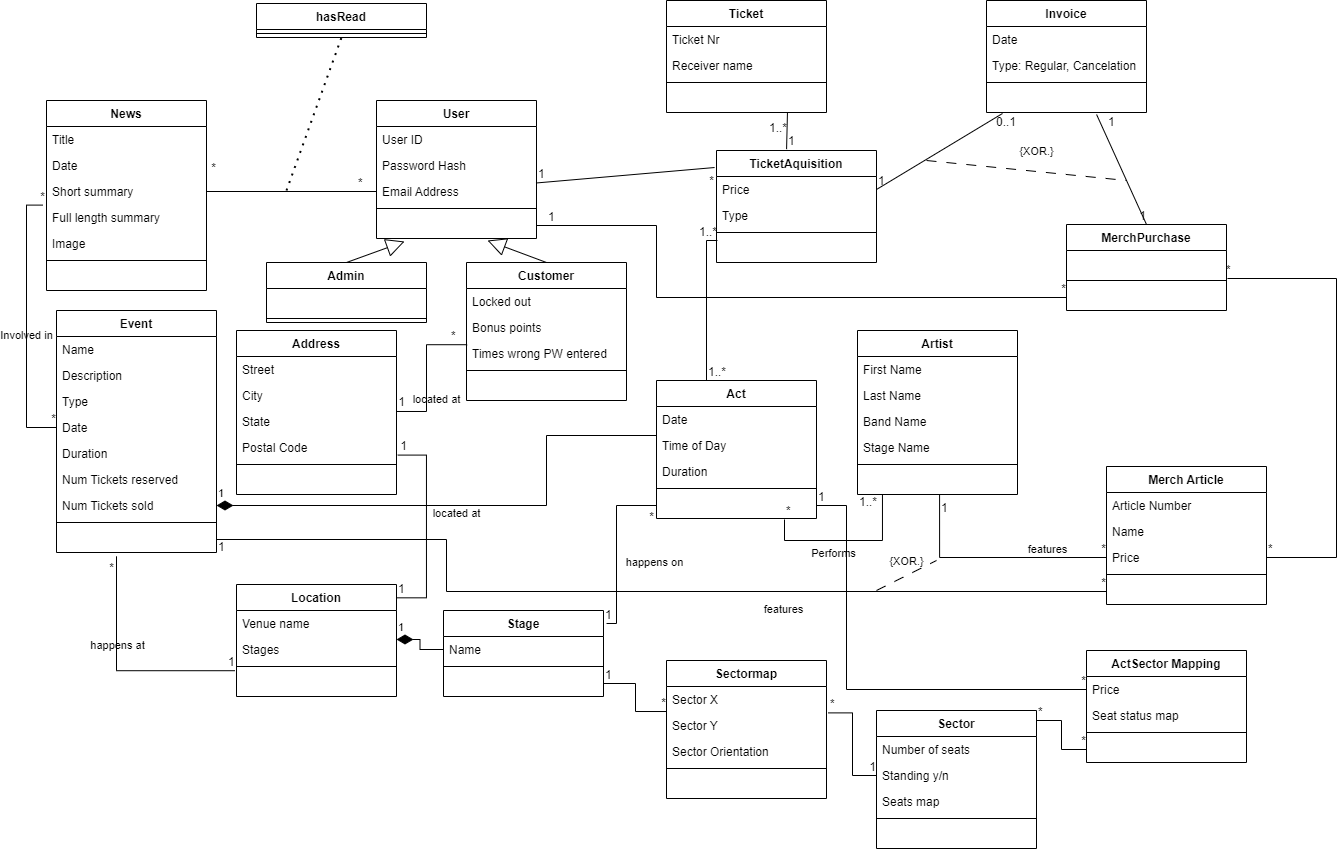 hasRead
Ticket
Ticket Nr
Receiver name
Invoice
Date
Type: Regular, Cancelation
News
Title
Date
Short summary
Full length summary
Image
User
User ID
Password Hash
Email Address
*
*
1
1
1..*
1
TicketAquisition
Price
Type
*
1..*
1
0..1
1
{XOR.}
1
MerchPurchase
*
*
Admin
Customer
Locked out
Bonus points
Times wrong PW entered
*
Involved in
*
Event
Name
Description
Type
Date
Duration
Num Tickets reserved
Num Tickets sold
1
1
*
Address
Street
City
State
Postal Code
*
1
located at
1
located at
1..*
Act
Date
Time of Day
Duration
*
*
1
Artist
First Name
Last Name
Band Name
Stage Name
1..*
1
Performs
Merch Article
Article Number
Name
Price
*
*
*
features
{XOR.}
features
happens on
happens at
1
Location
Venue name
Stages
1
1
Stage
Name
1
1
Sectormap
Sector X
Sector Y
Sector Orientation
*
*
1
Sector
Number of seats
Standing y/n
Seats map
*
*
*
ActSector Mapping
Price
Seat status map